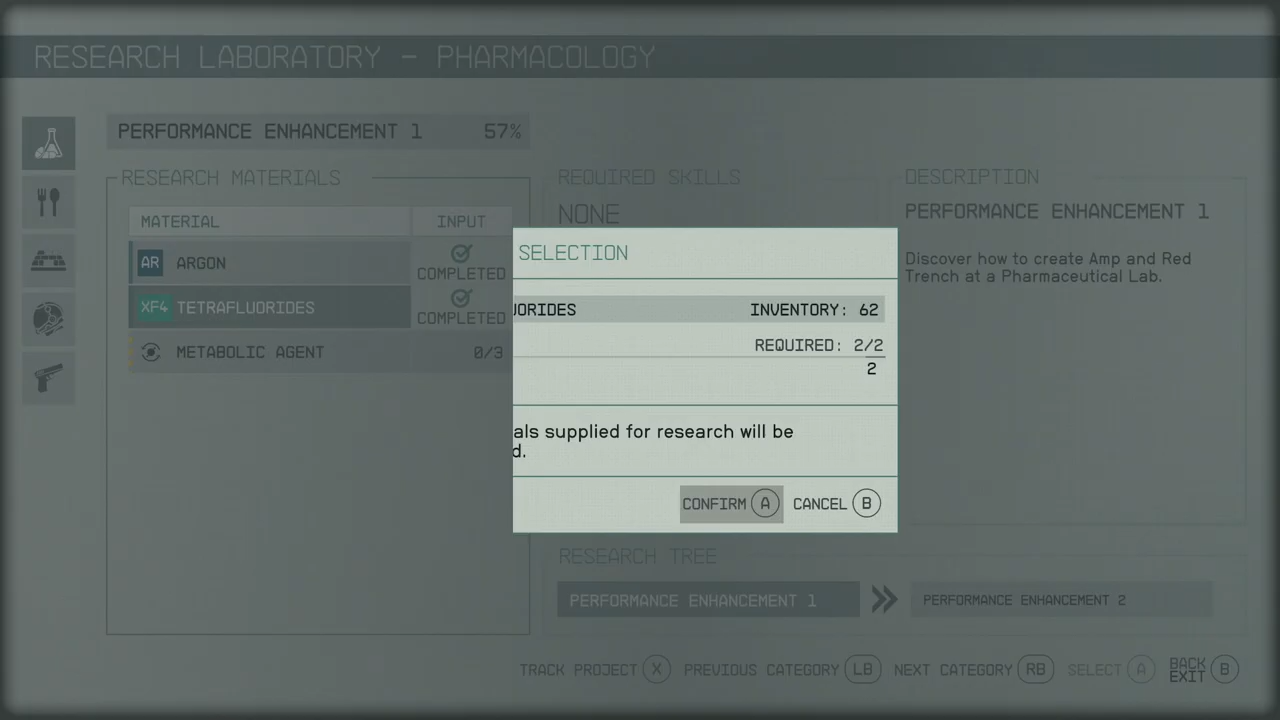 RESEARCH LABORATORY - PHARMACOLOGY
PERFORMANCE ENHANCEMENT 1 57%
RESEARCH MATERIALS
MATERIAL INPUT
AR ARGON COMPLETED
XF4 TETRAFLUORIDES COMPLETED
METABOLIC AGENT 0/3
REQUIRED SKILLS
NONE
SELECTION
UORIDES INVENTORY: 62
REQUIRED: 2/2
2
als supplied for research will be
d.
CONFIRM A CANCEL B
DESCRIPTION
PERFORMANCE ENHANCEMENT 1
Discover how to create Amp and Red
Trench at a Pharmaceutical Lab.
RESEARCH TREE
PERFORMANCE ENHANCEMENT 1 PERFORMANCE ENHANCEMENT 2
TRACK PROJECT X PREVIOUS CATEGORY LB NEXT CATEGORY RB SELECT A BACK B
EXIT